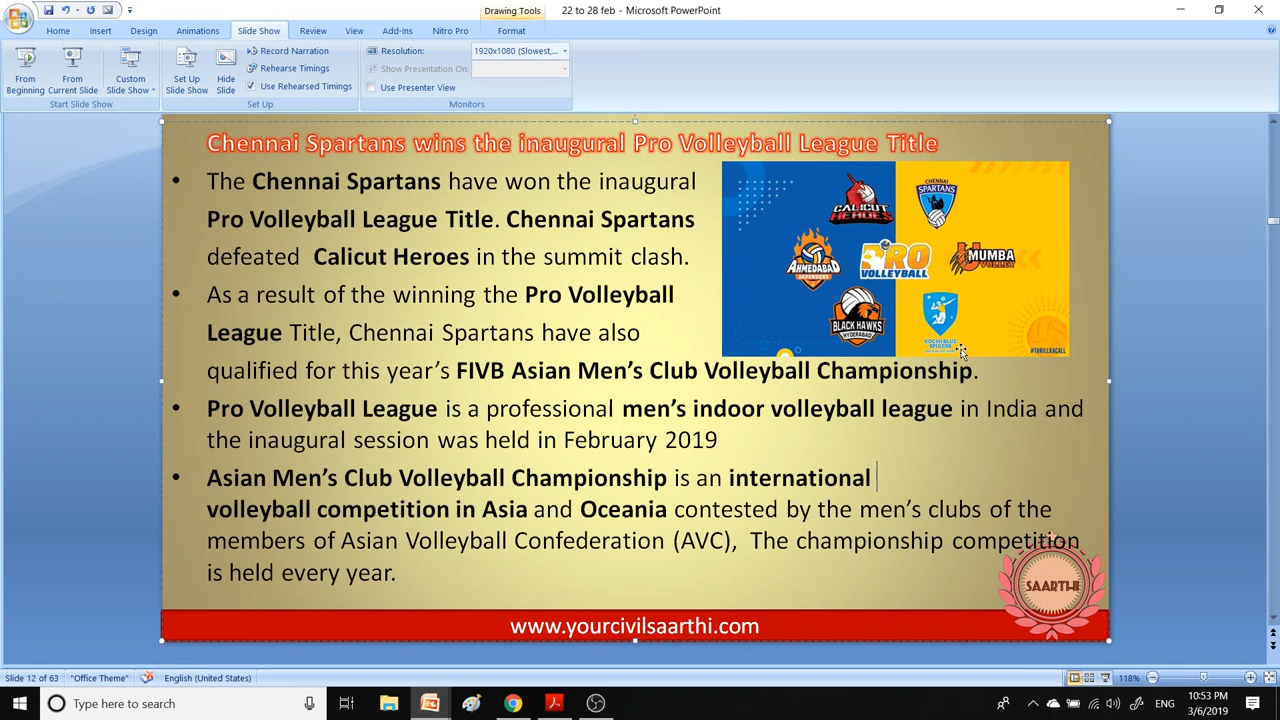 Drawing Tools
22 to 28 feb - Microsoft PowerPoint
Home Insert Design Animations Slide Show Review View Add-Ins Nitro Pro Format
From Beginning
From Current Slide
Custom Slide Show
Start Slide Show
Set Up Slide Show
Hide Slide
Record Narration
Rehearse Timings
Use Rehearsed Timings
Set Up
Resolution: 1920x1080 (Slowest,...
Show Presentation On:
Use Presenter View
Monitors
Chennai Spartans wins the inaugural Pro Volleyball League Title
• The Chennai Spartans have won the inaugural
Pro Volleyball League Title. Chennai Spartans
defeated Calicut Heroes in the summit clash.
• As a result of the winning the Pro Volleyball
League Title, Chennai Spartans have also
qualified for this year's FIVB Asian Men's Club Volleyball Championship.
• Pro Volleyball League is a professional men's indoor volleyball league in India and
the inaugural session was held in February 2019
• Asian Men's Club Volleyball Championship is an international
volleyball competition in Asia and Oceania contested by the men's clubs of the
members of Asian Volleyball Confederation (AVC), The championship competition
is held every year.
CALICUT HEROES
CHENNAI SPARTANS
AHMEDABAD DEFENDERS
PRO VOLLEYBALL
U MUMBA VOLLEY
BLACK HAWKS HYDERABAD
KOCHI BLUE SPIKERS
#THRILLKACALL
SAARTHI
www.yourcivilsaarthi.com
Slide 12 of 63 "Office Theme" English (United States) 118%
Type here to search
ENG
10:53 PM
3/6/2019